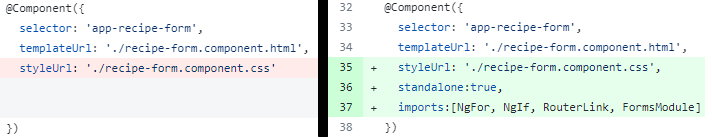 @Component({
selector: 'app-recipe-form',
templateUrl: './recipe-form.component.html',
styleUrl: './recipe-form.component.css'
})
32 @Component({
33 selector: 'app-recipe-form',
34 templateUrl: './recipe-form.component.html',
35 + styleUrl: './recipe-form.component.css',
36 + standalone:true,
37 + imports:[NgFor, NgIf, RouterLink, FormsModule]
38 })